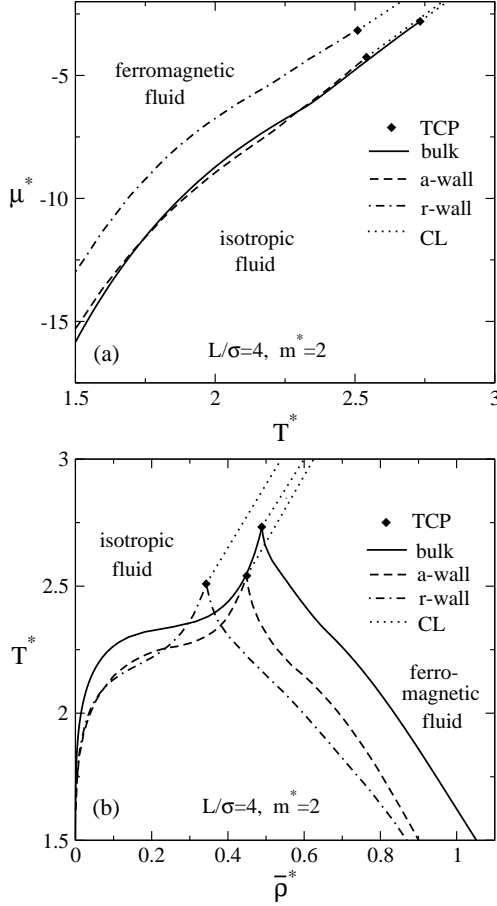 -5
-10
-15
μ*
ferromagnetic
fluid
TCP
bulk
a-wall
r-wall
CL
isotropic
fluid
(a)
L/σ=4, m*=2
1.5
2
2.5
3
T*
3
2.5
2
1.5
T*
isotropic
fluid
TCP
bulk
a-wall
r-wall
CL
ferro-
magnetic
fluid
(b)
L/σ=4, m*=2
0
0.2
0.4
0.6
0.8
1
ρ̅*